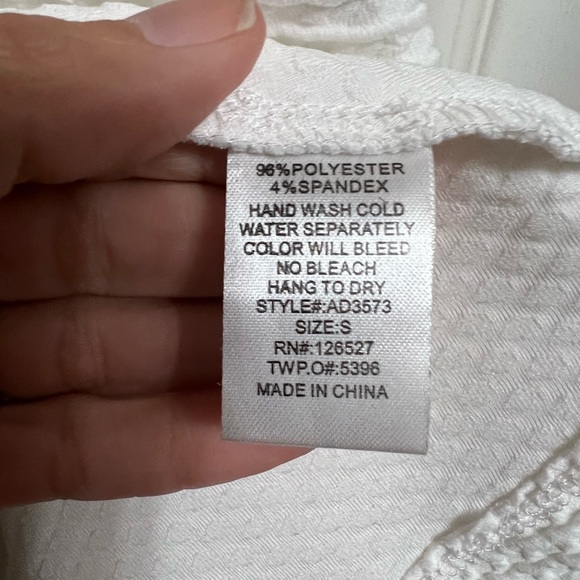 96%POLYESTER
4%SPANDEX
HAND WASH COLD
WATER SEPARATELY
COLOR WILL BLEED
NO BLEACH
HANG TO DRY
STYLE#:AD3573
SIZE:S
RN#:126527
TWP.O#:5396
MADE IN CHINA